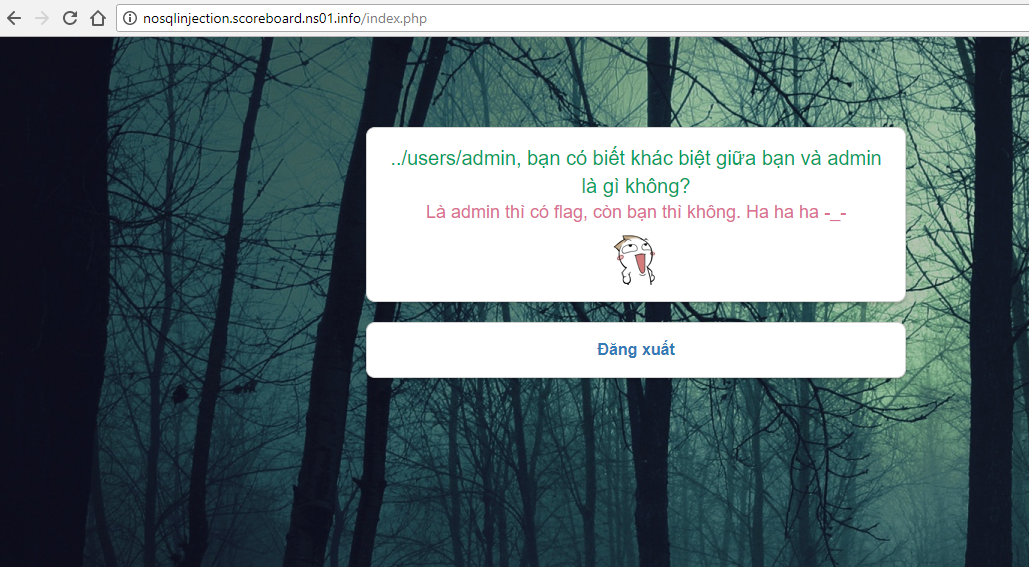 nosqlinjection.scoreboard.ns01.info/index.php
../users/admin, bạn có biết khác biệt giữa bạn và admin
là gì không?
Là admin thì có flag, còn bạn thì không. Ha ha ha -_-
Đăng xuất